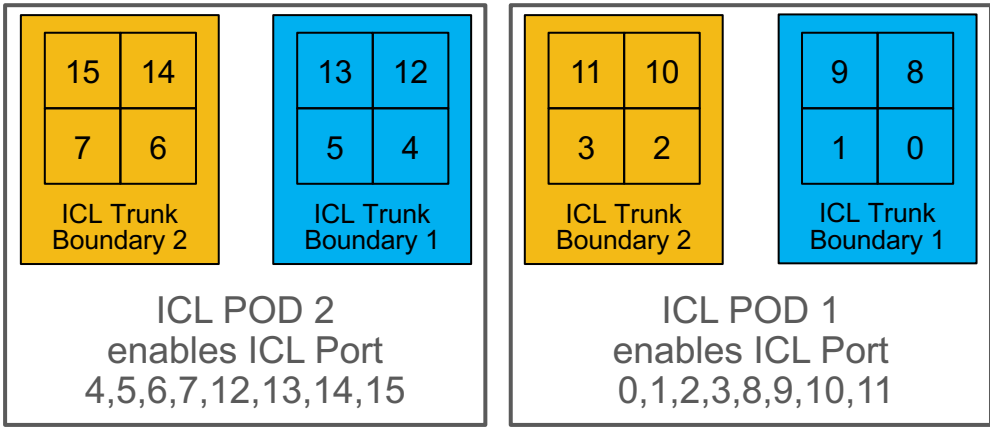 15 14
7 6
ICL Trunk
Boundary 2
13 12
5 4
ICL Trunk
Boundary 1
ICL POD 2
enables ICL Port
4,5,6,7,12,13,14,15
11 10
3 2
ICL Trunk
Boundary 2
9 8
1 0
ICL Trunk
Boundary 1
ICL POD 1
enables ICL Port
0,1,2,3,8,9,10,11